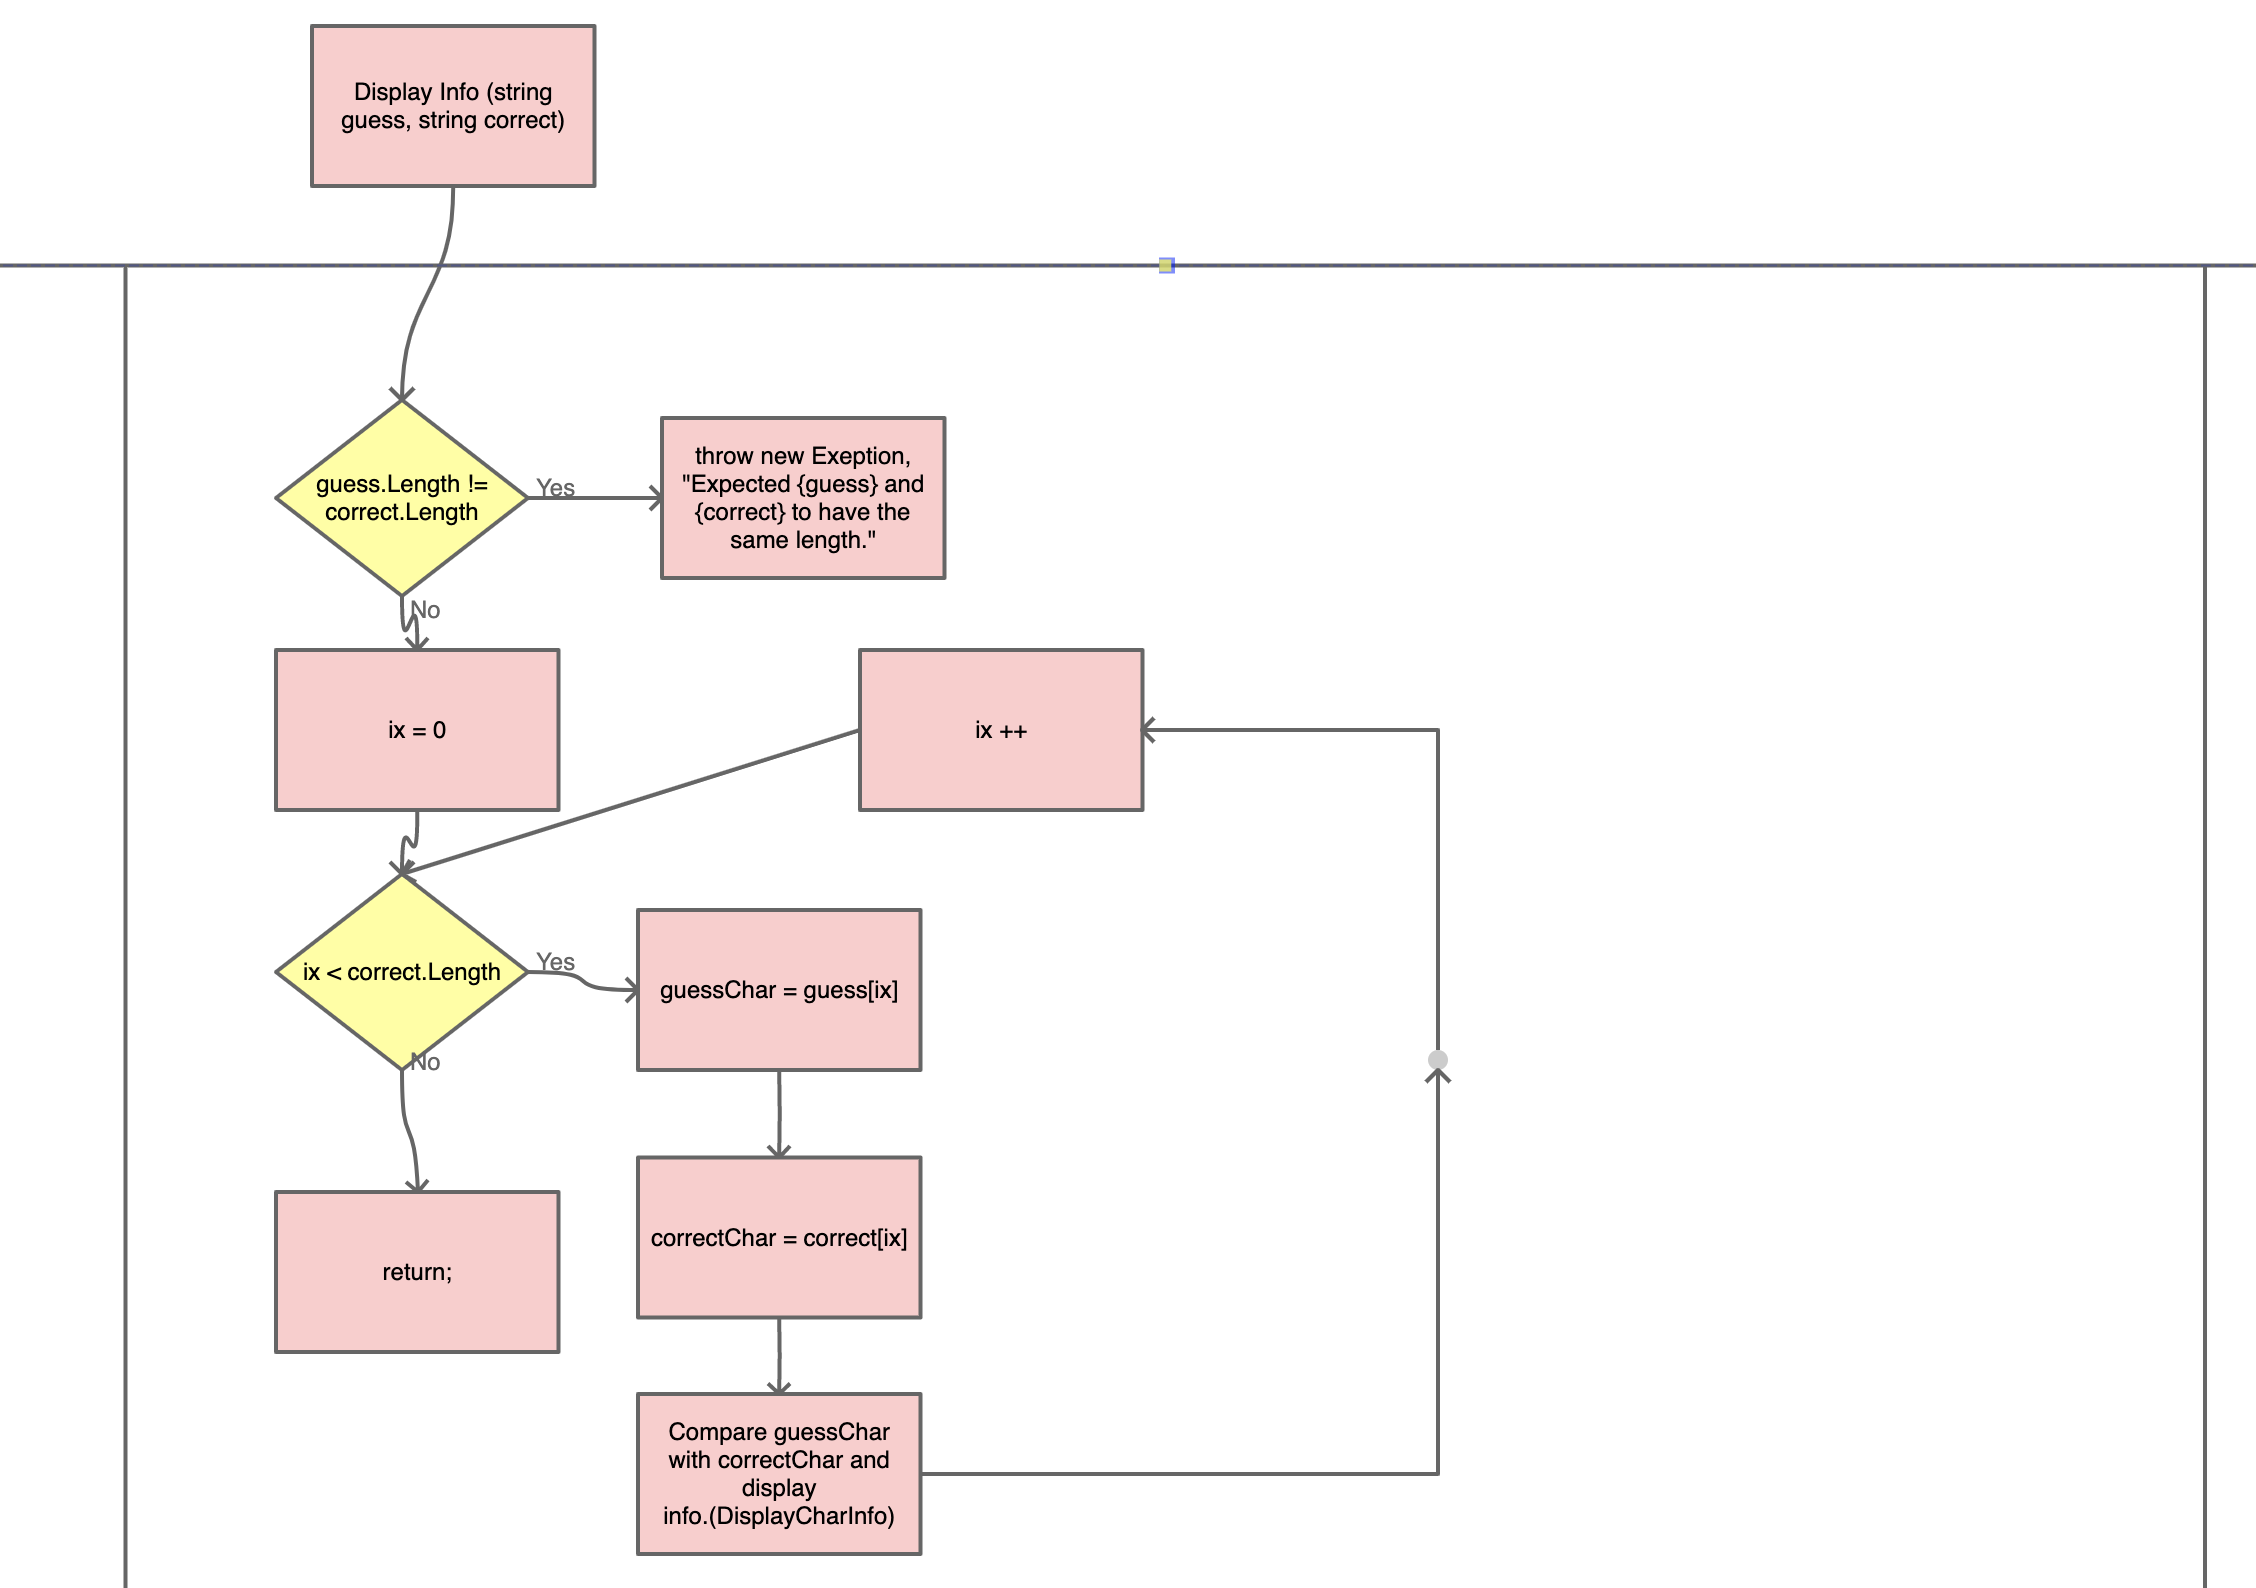 Display Info (string
guess, string correct)
guess.Length !=
correct.Length
Yes
throw new Exeption,
"Expected {guess} and
{correct} to have the
same length."
No
ix = 0
ix ++
ix < correct.Length
Yes
guessChar = guess[ix]
No
correctChar = correct[ix]
return;
Compare guessChar
with correctChar and
display
info.(DisplayCharInfo)